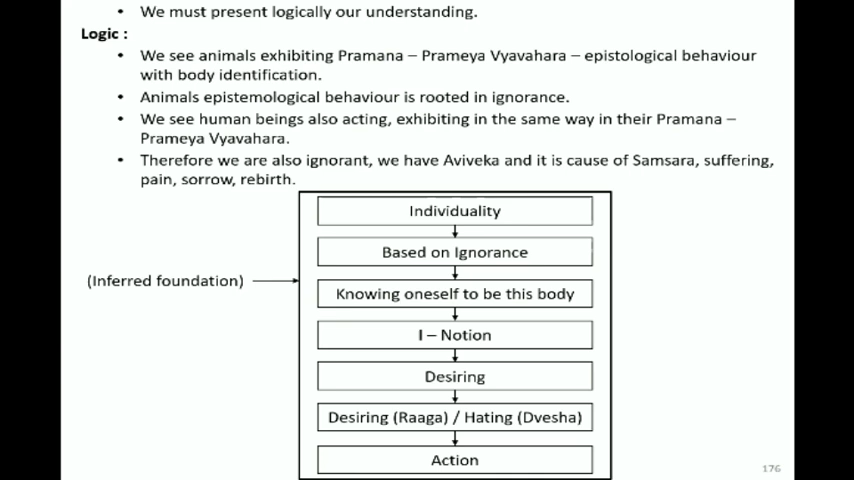 • We must present logically our understanding.
Logic :
• We see animals exhibiting Pramana – Prameya Vyavahara – epistological behaviour
with body identification.
• Animals epistemological behaviour is rooted in ignorance.
• We see human beings also acting, exhibiting in the same way in their Pramana –
Prameya Vyavahara.
• Therefore we are also ignorant, we have Aviveka and it is cause of Samsara, suffering,
pain, sorrow, rebirth.
Individuality
Based on Ignorance
(Inferred foundation)
Knowing oneself to be this body
I – Notion
Desiring
Desiring (Raaga) / Hating (Dvesha)
Action
176